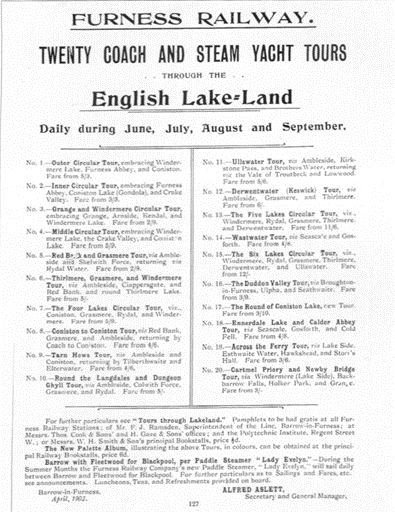 FURNESS RAILWAY.
TWENTY COACH AND STEAM YACHT TOURS
. . THROUGH THE . .
English Lake-Land
Daily during June, July, August and September.
No. 1.—Outer Circular Tour, embracing Windermere Lake, Furness Abbey, and Coniston. Fare from 5/3.
No. 2.—Inner Circular Tour, embracing Furness Abbey, Coniston Lake (Gondola), and Crake Valley. Fare from 3/3.
No. 3.—Grange and Windermere Circular Tour, embracing Grange, Arnside, Kendal, and Windermere Lake. Fare from 2/9.
No. 4.—Middle Circular Tour, embracing Windermere Lake, the Crake Valley, and Coniston Lake. Fare from 3/9.
No. 5.—Red Bank and Grasmere Tour, via Ambleside and Skelwith Force, returning via Rydal Water. Fare from 2/9.
No. 6.—Thirlmere, Grasmere, and Windermere Tour, via Ambleside, Clappersgate, and Red Bank, and round Thirlmere Lake. Fare from 5/-
No. 7.—The Four Lakes Circular Tour, viz., Coniston, Grasmere, Rydal, and Windermere. Fare from 5/9.
No. 8.—Coniston to Coniston Tour, via Red Bank, Grasmere, and Ambleside, returning by Coach to Coniston. Fare from 4/6.
No. 9.—Tarn Hows Tour, via Ambleside and Coniston, returning by Tilberthwaite and Elterwater. Fare from 4/6.
No. 10.—Round the Langdales and Dungeon Ghyll Tour, via Ambleside, Colwith Force, Grasmere, and Rydal. Fare from 5/-
No. 11.—Ullswater Tour, via Ambleside, Kirkstone Pass, and Brothers Water, returning via the Vale of Troutbeck and Lowwood. Fare from 5/6.
No. 12.—Derwentwater (Keswick) Tour, via Ambleside, Grasmere, and Thirlmere. Fare from 6/-
No. 13.—The Five Lakes Circular Tour, viz., Windermere, Rydal, Grasmere, Thirlmere, and Derwentwater. Fare from 11/6.
No. 14.—Wastwater Tour, via Seascale and Gosforth. Fare from 4/6.
No. 15.—The Six Lakes Circular Tour, viz., Windermere, Rydal, Grasmere, Thirlmere, Derwentwater, and Ullswater. Fare from 12/-
No. 16.—The Duddon Valley Tour, via Broughton-in-Furness, Ulpha, and Seathwaite. Fare from 3/9.
No. 17.—The Round of Coniston Lake, new Tour. Fare from 3/10.
No. 18.—Ennerdale Lake and Calder Abbey Tour, via Seascale, Gosforth, and Cold Fell. Fare from 4/8.
No. 19.—Across the Ferry Tour, via Lake Side, Esthwaite Water, Hawkshead, and Storr's Hall. Fare from 3/6.
No. 20.—Cartmel Priory and Newby Bridge Tour, via Windermere (Lake Side), Backbarrow Falls, Holker Park, and Grange. Fare from 3/-
For further particulars see "Tours through Lakeland." Pamphlets to be had gratis at all Furness Railway Stations; of Mr. F. J. Ramsden, Superintendent of the Line, Barrow-in-Furness; at Messrs. Thos. Cook & Sons' and H. Gaze & Sons' offices; and the Polytechnic Institute, Regent Street W.; or Messrs. W. H. Smith & Son's principal Bookstalls, price
The New Palette Album, illustrating the above Tours, in colours, can be obtained at the principal Railway Bookstalls, price 6d.
Barrow with Fleetwood for Blackpool, per Paddle Steamer "Lady Evelyn."—During the Summer Months the Furness Railway Company's new Paddle Steamer, "Lady Evelyn," will sail daily between Barrow and Fleetwood for Blackpool. For further particulars as to Sailings and Fares, etc. see announcements. Luncheons, Teas, and Refreshments provided on board.
ALFRED ASLETT,
Secretary and General Manager,
Barrow-in-Furness,
April, 1902.
127